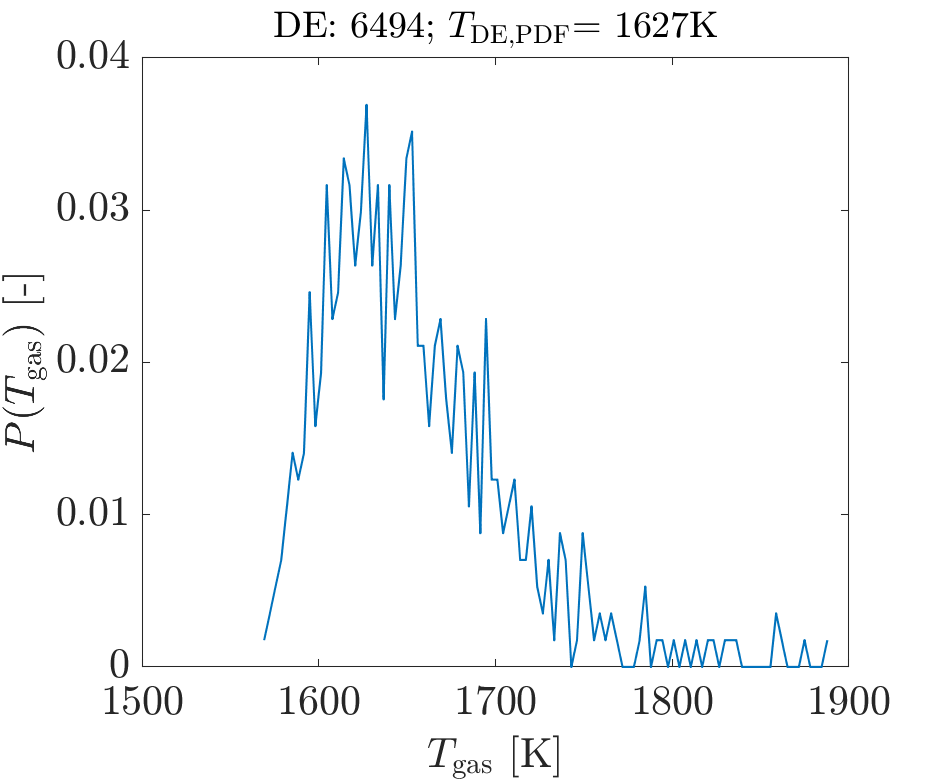 DE: 6494; T_DE,PDF= 1627K
0.04
0.03
0.02
0.01
0
P(T_gas) [-]
1500 1600 1700 1800 1900
T_gas [K]